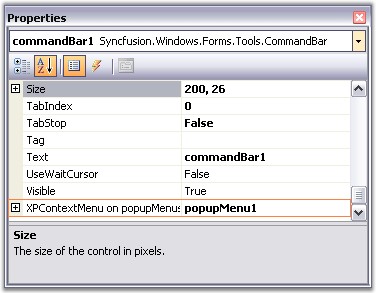 Properties
commandBar1 Syncfusion.Windows.Forms.Tools.CommandBar
Size 200, 26
TabIndex 0
TabStop False
Tag
Text commandBar1
UseWaitCursor False
Visible True
XPContextMenu on popupMenus popupMenu1
Size
The size of the control in pixels.